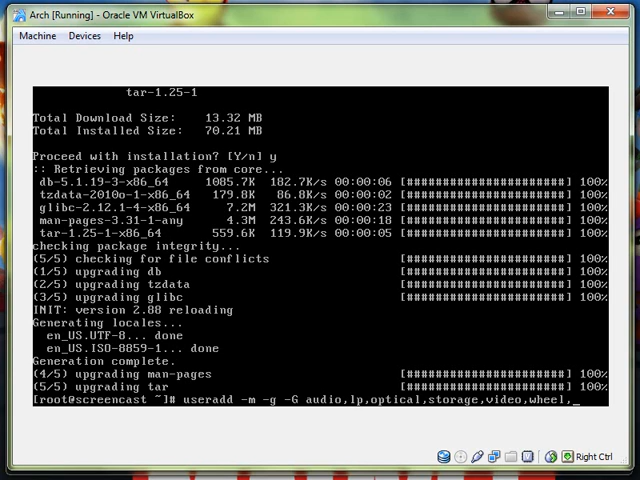 Arch [Running] - Oracle VM VirtualBox
Machine Devices Help
tar-1.25-1
Total Download Size: 13.32 MB
Total Installed Size: 70.21 MB
Proceed with installation? [Y/n] y
:: Retrieving packages from core...
db-5.1.19-3-x86_64 1085.7K 182.7K/s 00:00:06 [######################] 100%
tzdata-2010o-1-x86_64 179.8K 86.8K/s 00:00:02 [######################] 100%
glibc-2.12.1-4-x86_64 7.2M 321.3K/s 00:00:23 [######################] 100%
man-pages-3.31-1-any 4.3M 243.6K/s 00:00:18 [######################] 100%
tar-1.25-1-x86_64 559.6K 119.9K/s 00:00:05 [######################] 100%
checking package integrity...
(5/5) checking for file conflicts [######################] 100%
(1/5) upgrading db [######################] 100%
(2/5) upgrading tzdata [######################] 100%
(3/5) upgrading glibc [######################] 100%
INIT: version 2.88 reloading
Generating locales...
en_US.UTF-8... done
en_US.ISO-8859-1... done
Generation complete.
(4/5) upgrading man-pages [######################] 100%
(5/5) upgrading tar [######################] 100%
[root@screencast ~]# useradd -m -g -G audio,lp,optical,storage,video,wheel,_
Right Ctrl